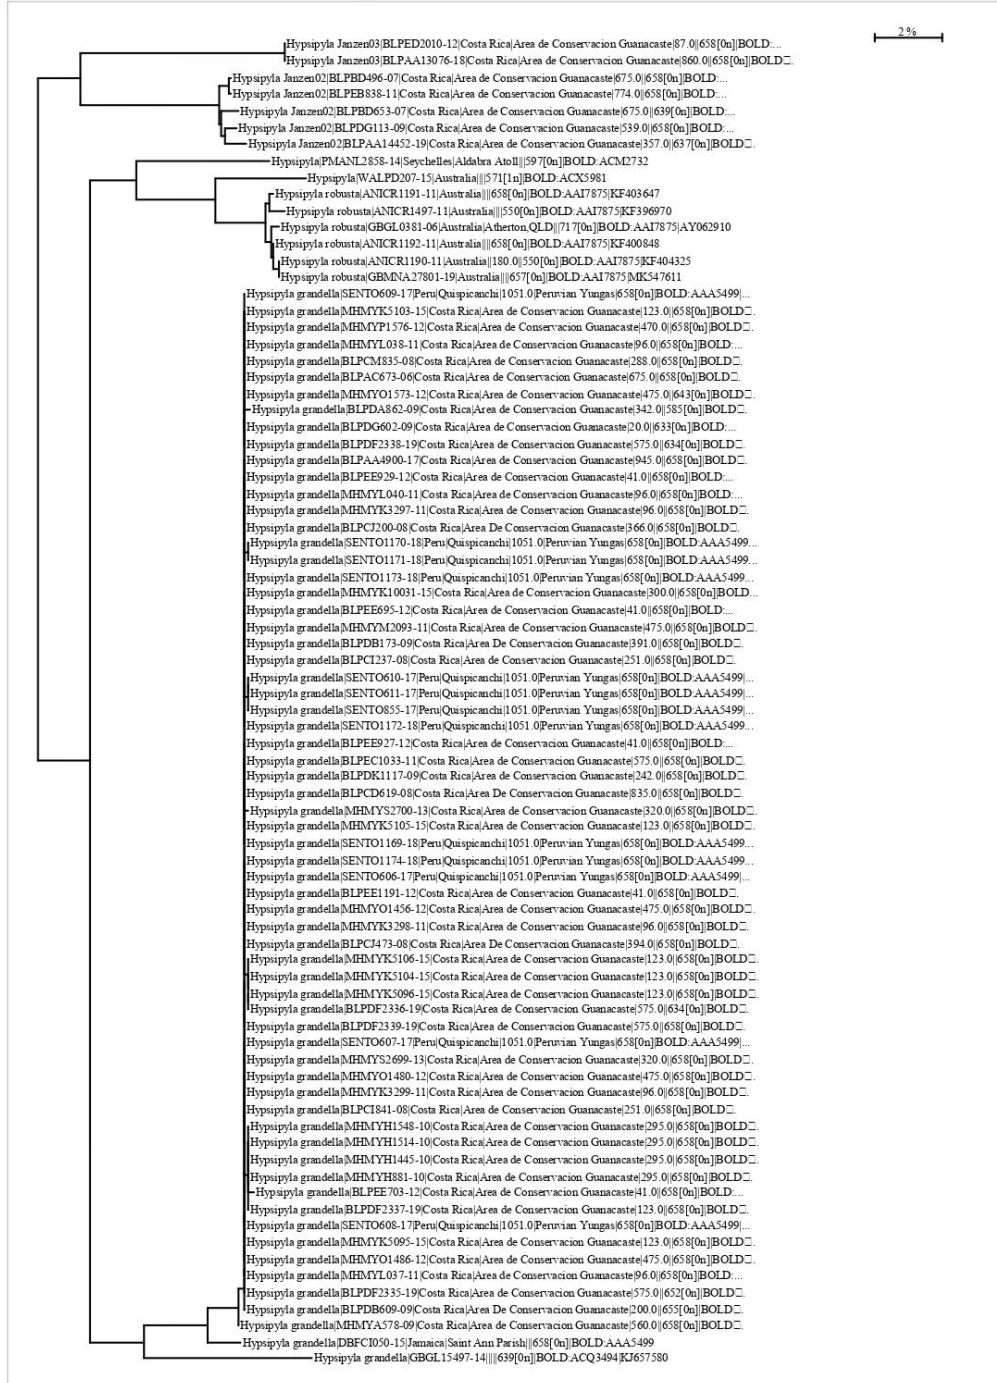 2%
Hypsipyla Janzen03|BLPED2010-12|Costa Rica|Area de Conservacion Guanacaste|87.0||658[0n]|BOLD:...
Hypsipyla Janzen03|BLPAA13076-18|Costa Rica|Area de Conservacion Guanacaste|860.0||658[0n]|BOLD□.
Hypsipyla Janzen02|BLPBD496-07|Costa Rica|Area de Conservacion Guanacaste|675.0||658[0n]|BOLD:...
Hypsipyla Janzen02|BLPEB838-11|Costa Rica|Area de Conservacion Guanacaste|774.0||658[0n]|BOLD:...
Hypsipyla Janzen02|BLPBD653-07|Costa Rica|Area de Conservacion Guanacaste|675.0||639[0n]|BOLD:...
Hypsipyla Janzen02|BLPDG113-09|Costa Rica|Area de Conservacion Guanacaste|539.0||658[0n]|BOLD:...
Hypsipyla Janzen02|BLPAA14452-19|Costa Rica|Area de Conservacion Guanacaste|357.0||637[0n]|BOLD□.
Hypsipyla|PMANL2858-14|Seychelles|Aldabra Atoll|||597[0n]|BOLD:ACM2732
Hypsipyla|WALPD207-15|Australia||||571[1n]|BOLD:ACX5981
Hypsipyla robusta|ANICR1191-11|Australia||||658[0n]|BOLD:AAI7875|KF403647
Hypsipyla robusta|ANICR1497-11|Australia||||550[0n]|BOLD:AAI7875|KF396970
Hypsipyla robusta|GBGL0381-06|Australia|Atherton,QLD|||717[0n]|BOLD:AAI7875|AY062910
Hypsipyla robusta|ANICR1192-11|Australia||||658[0n]|BOLD:AAI7875|KF400848
Hypsipyla robusta|ANICR1190-11|Australia||180.0||550[0n]|BOLD:AAI7875|KF404325
Hypsipyla robusta|GBMNA27801-19|Australia||||657[0n]|BOLD:AAI7875|MK547611
Hypsipyla grandella|SENTO609-17|Peru|Quispicanchi|1051.0|Peruvian Yungas|658[0n]|BOLD:AAA5499|...
Hypsipyla grandella|MHMYK5103-15|Costa Rica|Area de Conservacion Guanacaste|123.0||658[0n]|BOLD□.
Hypsipyla grandella|MHMYP1576-12|Costa Rica|Area de Conservacion Guanacaste|470.0||658[0n]|BOLD□.
Hypsipyla grandella|MHMYL038-11|Costa Rica|Area de Conservacion Guanacaste|96.0||658[0n]|BOLD:...
Hypsipyla grandella|BLPCM835-08|Costa Rica|Area de Conservacion Guanacaste|288.0||658[0n]|BOLD□.
Hypsipyla grandella|BLPAC673-06|Costa Rica|Area de Conservacion Guanacaste|675.0||658[0n]|BOLD□.
Hypsipyla grandella|MHMYO1573-12|Costa Rica|Area de Conservacion Guanacaste|475.0||643[0n]|BOLD□.
Hypsipyla grandella|BLPDA862-09|Costa Rica|Area de Conservacion Guanacaste|342.0||585[0n]|BOLD□.
Hypsipyla grandella|BLPDG602-09|Costa Rica|Area de Conservacion Guanacaste|20.0||633[0n]|BOLD:...
Hypsipyla grandella|BLPDF2338-19|Costa Rica|Area de Conservacion Guanacaste|575.0||634[0n]|BOLD□.
Hypsipyla grandella|BLPAA4900-17|Costa Rica|Area de Conservacion Guanacaste|945.0||658[0n]|BOLD□.
Hypsipyla grandella|BLPEE929-12|Costa Rica|Area de Conservacion Guanacaste|41.0||658[0n]|BOLD:...
Hypsipyla grandella|MHMYL040-11|Costa Rica|Area de Conservacion Guanacaste|96.0||658[0n]|BOLD:...
Hypsipyla grandella|MHMYK3297-11|Costa Rica|Area de Conservacion Guanacaste|96.0||658[0n]|BOLD□.
Hypsipyla grandella|BLPCJ200-08|Costa Rica|Area De Conservacion Guanacaste|366.0||658[0n]|BOLD□.
Hypsipyla grandella|SENTO1170-18|Peru|Quispicanchi|1051.0|Peruvian Yungas|658[0n]|BOLD:AAA5499...
Hypsipyla grandella|SENTO1171-18|Peru|Quispicanchi|1051.0|Peruvian Yungas|658[0n]|BOLD:AAA5499...
Hypsipyla grandella|SENTO1173-18|Peru|Quispicanchi|1051.0|Peruvian Yungas|658[0n]|BOLD:AAA5499...
Hypsipyla grandella|MHMYK10031-15|Costa Rica|Area de Conservacion Guanacaste|300.0||658[0n]|BOLD...
Hypsipyla grandella|BLPEE695-12|Costa Rica|Area de Conservacion Guanacaste|41.0||658[0n]|BOLD:...
Hypsipyla grandella|MHMYM2093-11|Costa Rica|Area de Conservacion Guanacaste|475.0||658[0n]|BOLD□.
Hypsipyla grandella|BLPDB173-09|Costa Rica|Area De Conservacion Guanacaste|391.0||658[0n]|BOLD□.
Hypsipyla grandella|BLPCI237-08|Costa Rica|Area de Conservacion Guanacaste|251.0||658[0n]|BOLD□.
Hypsipyla grandella|SENTO610-17|Peru|Quispicanchi|1051.0|Peruvian Yungas|658[0n]|BOLD:AAA5499|...
Hypsipyla grandella|SENTO611-17|Peru|Quispicanchi|1051.0|Peruvian Yungas|658[0n]|BOLD:AAA5499|...
Hypsipyla grandella|SENTO855-17|Peru|Quispicanchi|1051.0|Peruvian Yungas|658[0n]|BOLD:AAA5499|...
Hypsipyla grandella|SENTO1172-18|Peru|Quispicanchi|1051.0|Peruvian Yungas|658[0n]|BOLD:AAA5499...
Hypsipyla grandella|BLPEE927-12|Costa Rica|Area de Conservacion Guanacaste|41.0||658[0n]|BOLD:...
Hypsipyla grandella|BLPEC1033-11|Costa Rica|Area de Conservacion Guanacaste|575.0||658[0n]|BOLD□.
Hypsipyla grandella|BLPDK1117-09|Costa Rica|Area de Conservacion Guanacaste|242.0||658[0n]|BOLD□.
Hypsipyla grandella|BLPCD619-08|Costa Rica|Area De Conservacion Guanacaste|835.0||658[0n]|BOLD□.
Hypsipyla grandella|MHMYS2700-13|Costa Rica|Area de Conservacion Guanacaste|320.0||658[0n]|BOLD□.
Hypsipyla grandella|MHMYK5105-15|Costa Rica|Area de Conservacion Guanacaste|123.0||658[0n]|BOLD□.
Hypsipyla grandella|SENTO1169-18|Peru|Quispicanchi|1051.0|Peruvian Yungas|658[0n]|BOLD:AAA5499...
Hypsipyla grandella|SENTO1174-18|Peru|Quispicanchi|1051.0|Peruvian Yungas|658[0n]|BOLD:AAA5499...
Hypsipyla grandella|SENTO606-17|Peru|Quispicanchi|1051.0|Peruvian Yungas|658[0n]|BOLD:AAA5499|...
Hypsipyla grandella|BLPEE1191-12|Costa Rica|Area de Conservacion Guanacaste|41.0||658[0n]|BOLD□.
Hypsipyla grandella|MHMYO1456-12|Costa Rica|Area de Conservacion Guanacaste|475.0||658[0n]|BOLD□.
Hypsipyla grandella|MHMYK3298-11|Costa Rica|Area de Conservacion Guanacaste|96.0||658[0n]|BOLD□.
Hypsipyla grandella|BLPCJ473-08|Costa Rica|Area De Conservacion Guanacaste|394.0||658[0n]|BOLD□.
Hypsipyla grandella|MHMYK5106-15|Costa Rica|Area de Conservacion Guanacaste|123.0||658[0n]|BOLD□.
Hypsipyla grandella|MHMYK5104-15|Costa Rica|Area de Conservacion Guanacaste|123.0||658[0n]|BOLD□.
Hypsipyla grandella|MHMYK5096-15|Costa Rica|Area de Conservacion Guanacaste|123.0||658[0n]|BOLD□.
Hypsipyla grandella|BLPDF2336-19|Costa Rica|Area de Conservacion Guanacaste|575.0||634[0n]|BOLD□.
Hypsipyla grandella|BLPDF2339-19|Costa Rica|Area de Conservacion Guanacaste|575.0||658[0n]|BOLD□.
Hypsipyla grandella|SENTO607-17|Peru|Quispicanchi|1051.0|Peruvian Yungas|658[0n]|BOLD:AAA5499|...
Hypsipyla grandella|MHMYS2699-13|Costa Rica|Area de Conservacion Guanacaste|320.0||658[0n]|BOLD□.
Hypsipyla grandella|MHMYO1480-12|Costa Rica|Area de Conservacion Guanacaste|475.0||658[0n]|BOLD□.
Hypsipyla grandella|MHMYK3299-11|Costa Rica|Area de Conservacion Guanacaste|96.0||658[0n]|BOLD□.
Hypsipyla grandella|BLPCI841-08|Costa Rica|Area de Conservacion Guanacaste|251.0||658[0n]|BOLD□.
Hypsipyla grandella|MHMYH1548-10|Costa Rica|Area de Conservacion Guanacaste|295.0||658[0n]|BOLD□.
Hypsipyla grandella|MHMYH1514-10|Costa Rica|Area de Conservacion Guanacaste|295.0||658[0n]|BOLD□.
Hypsipyla grandella|MHMYH1445-10|Costa Rica|Area de Conservacion Guanacaste|295.0||658[0n]|BOLD□.
Hypsipyla grandella|MHMYH881-10|Costa Rica|Area de Conservacion Guanacaste|295.0||658[0n]|BOLD□.
Hypsipyla grandella|BLPEE703-12|Costa Rica|Area de Conservacion Guanacaste|41.0||658[0n]|BOLD:...
Hypsipyla grandella|BLPDF2337-19|Costa Rica|Area de Conservacion Guanacaste|123.0||658[0n]|BOLD□.
Hypsipyla grandella|SENTO608-17|Peru|Quispicanchi|1051.0|Peruvian Yungas|658[0n]|BOLD:AAA5499|...
Hypsipyla grandella|MHMYK5095-15|Costa Rica|Area de Conservacion Guanacaste|123.0||658[0n]|BOLD□.
Hypsipyla grandella|MHMYO1486-12|Costa Rica|Area de Conservacion Guanacaste|475.0||658[0n]|BOLD□.
Hypsipyla grandella|MHMYL037-11|Costa Rica|Area de Conservacion Guanacaste|96.0||658[0n]|BOLD:...
Hypsipyla grandella|BLPDF2335-19|Costa Rica|Area de Conservacion Guanacaste|575.0||652[0n]|BOLD□.
Hypsipyla grandella|BLPDB609-09|Costa Rica|Area De Conservacion Guanacaste|200.0||655[0n]|BOLD□.
Hypsipyla grandella|MHMYA578-09|Costa Rica|Area de Conservacion Guanacaste|560.0||658[0n]|BOLD□.
Hypsipyla grandella|DBFCI050-15|Jamaica|Saint Ann Parish|||658[0n]|BOLD:AAA5499
Hypsipyla grandella|GBGL15497-14|||||639[0n]|BOLD:ACQ3494|KJ657580